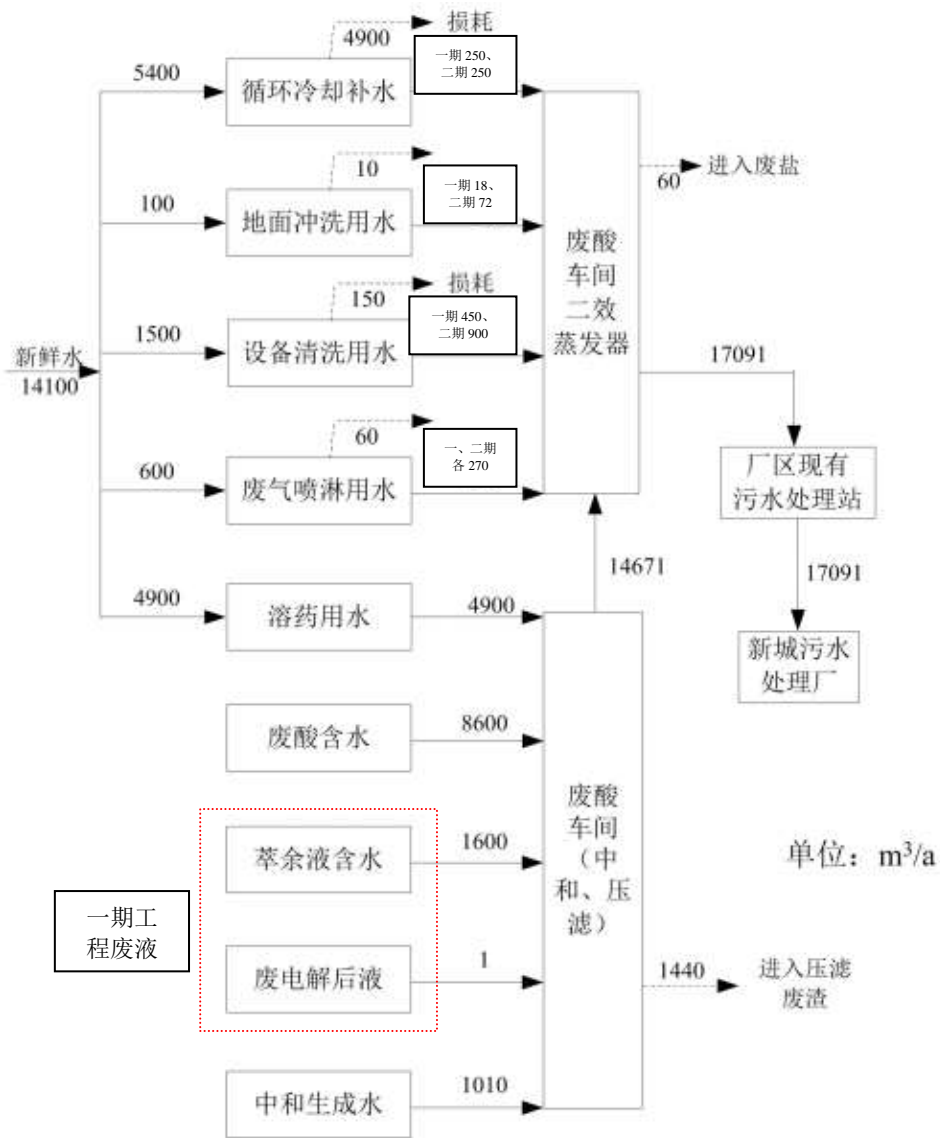 损耗
4900
一期 250、
二期 250
5400
循环冷却补水
10
一期 18、
二期 72
100
地面冲洗用水
60
进入废盐
废酸
车间
二效
蒸发器
损耗
150
一期 450、
二期 900
1500
设备清洗用水
新鲜水
14100
17091
60
一、二期
各 270
600
废气喷淋用水
厂区现有
污水处理站
14671
17091
4900
溶药用水
4900
新城污水
处理厂
废酸含水
8600
废酸
车间
（中
和、压
滤）
萃余液含水
1600
单位：m³/a
一期工
程废液
废电解后液
1
1440
进入压滤
废渣
中和生成水
1010